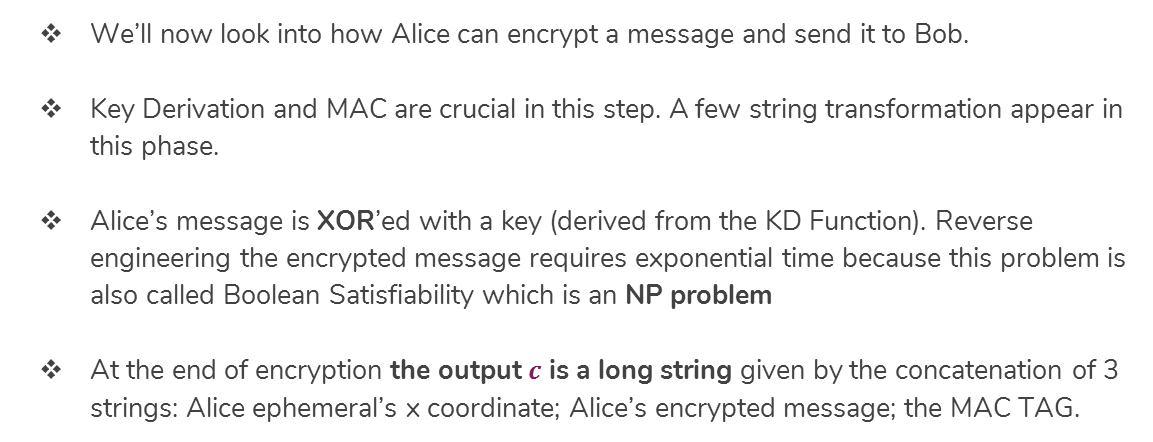 ❖ We'll now look into how Alice can encrypt a message and send it to Bob.
❖ Key Derivation and MAC are crucial in this step. A few string transformation appear in
this phase.
❖ Alice's message is XOR'ed with a key (derived from the KD Function). Reverse
engineering the encrypted message requires exponential time because this problem is
also called Boolean Satisfiability which is an NP problem
❖ At the end of encryption the output c is a long string given by the concatenation of 3
strings: Alice ephemeral's x coordinate; Alice's encrypted message; the MAC TAG.